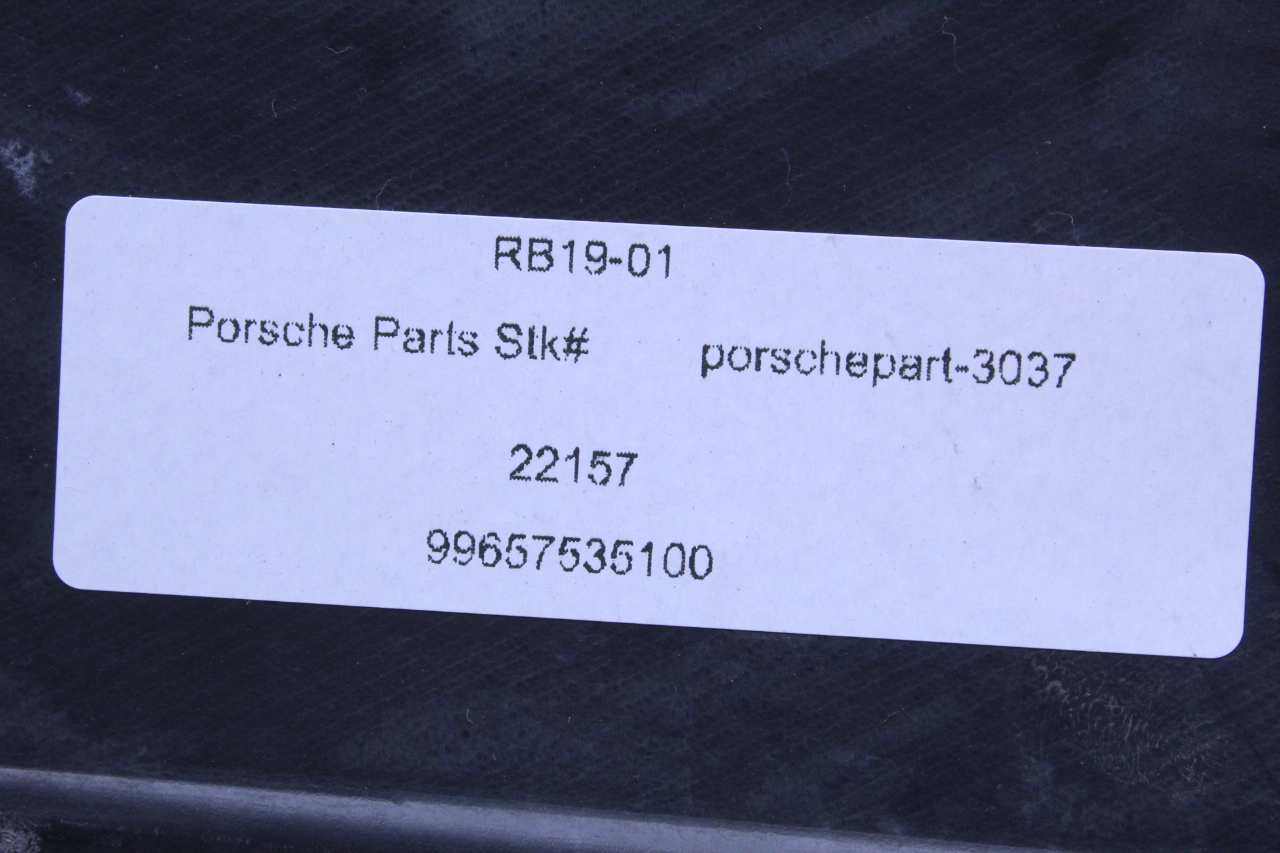 RB19-01
Porsche Parts Stk# porschepart-3037
22157
99657535100